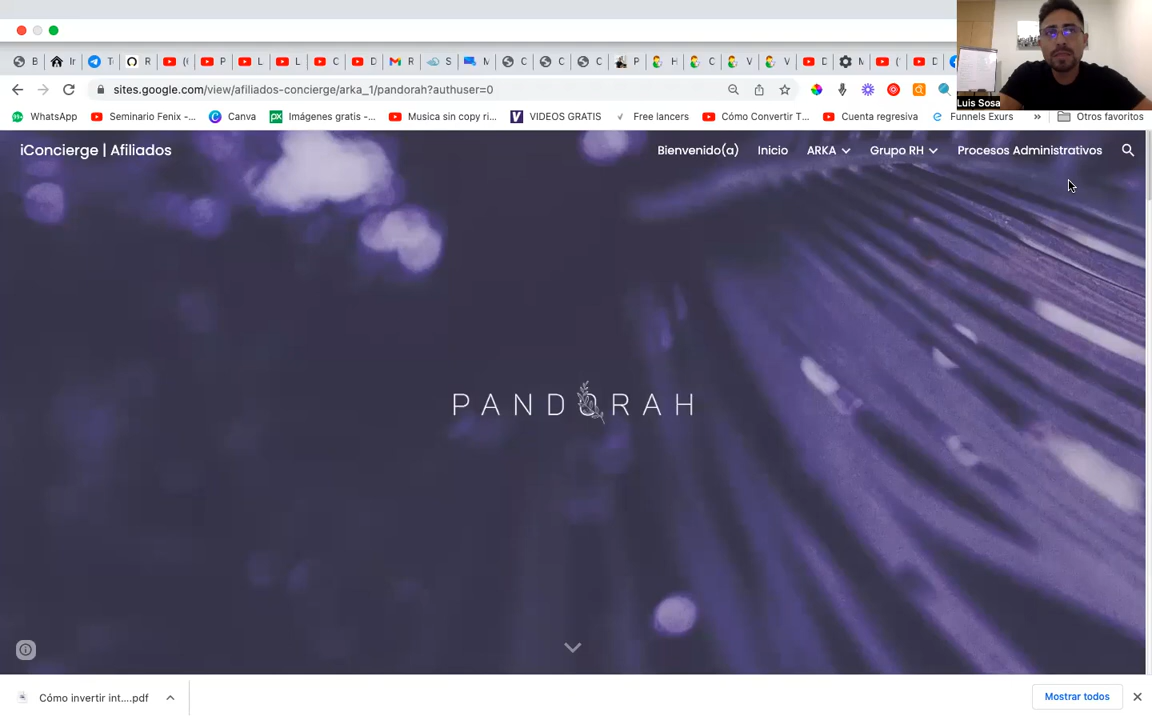 B
Ir
T
R
(
P
L
L
C
D
R
S
M
C
C
C
P
H
C
V
V
D
M
(
D
sites.google.com/view/afiliados-concierge/arka_1/pandorah?authuser=0
WhatsApp
Seminario Fenix -...
Canva
Imágenes gratis -...
Musica sin copy ri...
VIDEOS GRATIS
Free lancers
Cómo Convertir T...
Cuenta regresiva
Funnels Exurs
»
Otros favoritos
Luis Sosa
iConcierge | Afiliados
Bienvenido(a)
Inicio
ARKA
Grupo RH
Procesos Administrativos
PANDORAH
Cómo invertir int....pdf
Mostrar todos